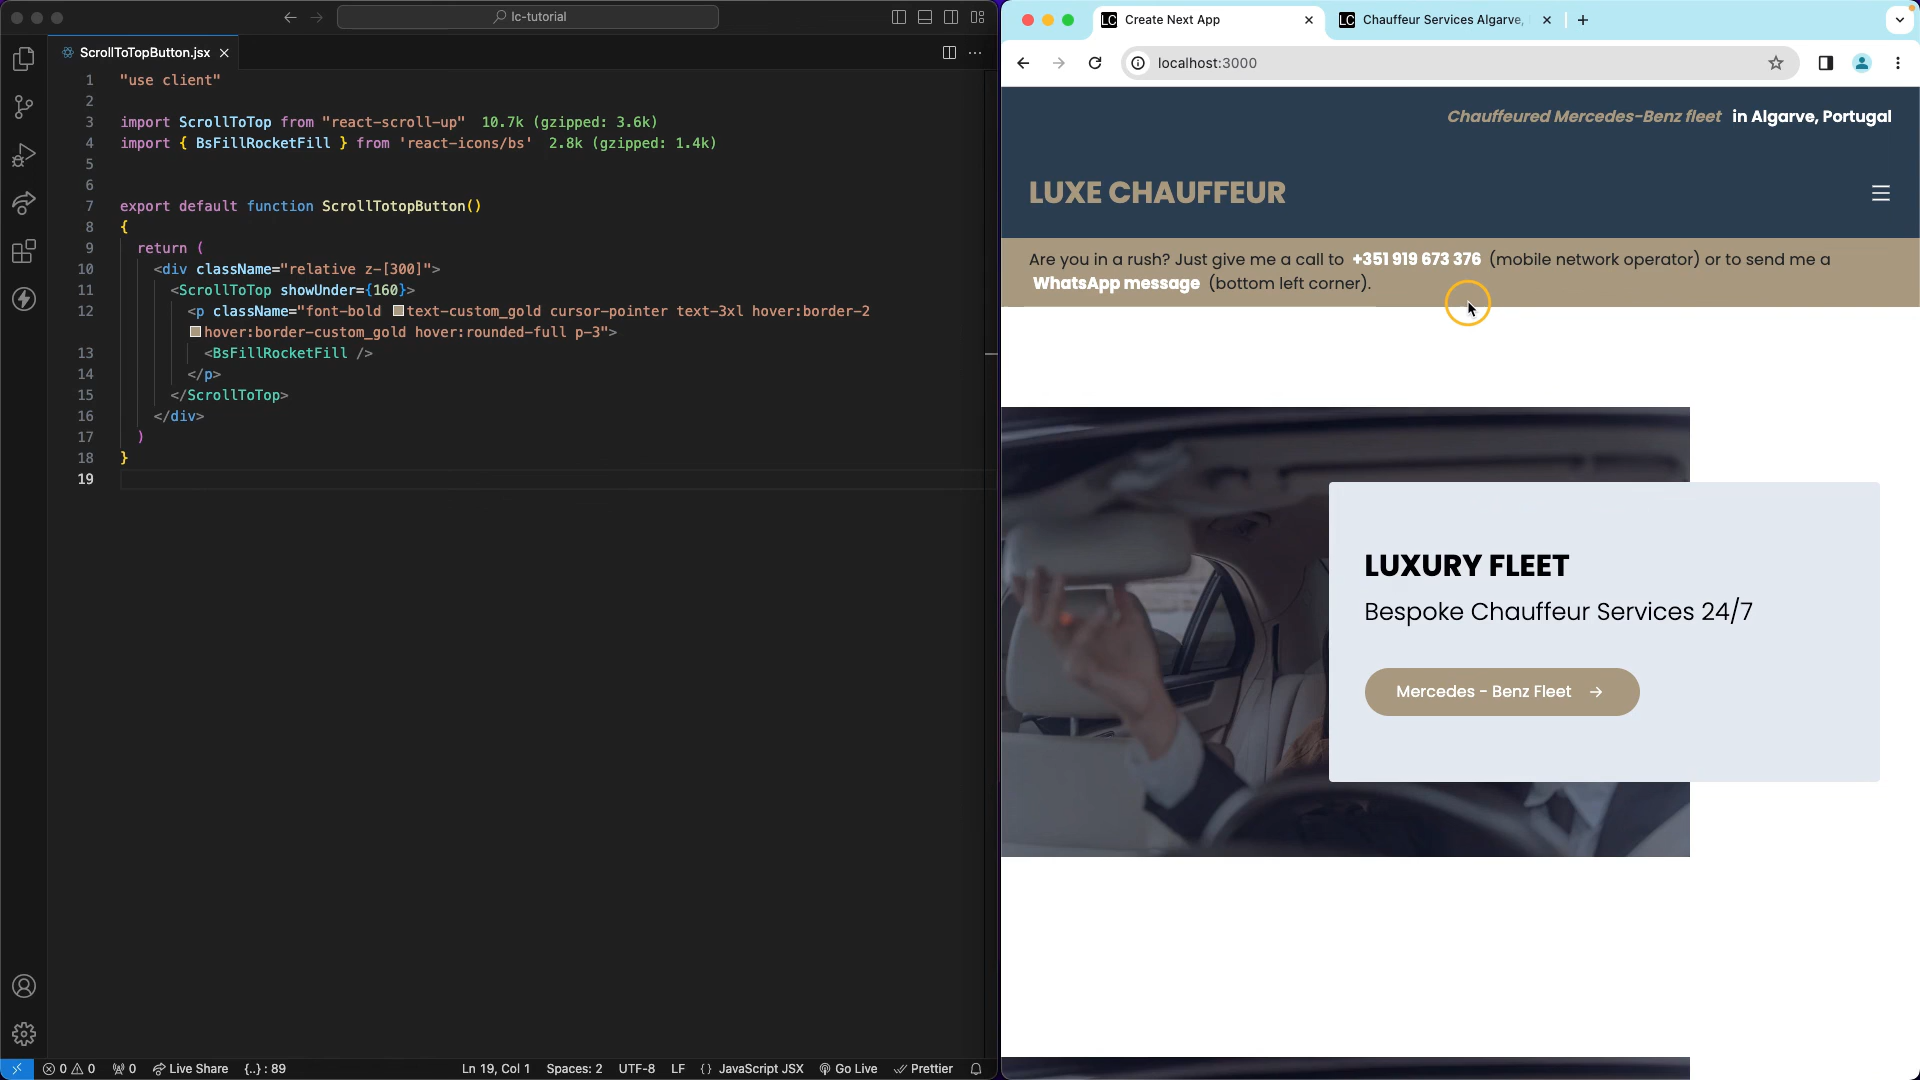 lc-tutorial
ScrollToTopButton.jsx
1 "use client"
2
3 import ScrollToTop from "react-scroll-up" 10.7k (gzipped: 3.6k)
4 import { BsFillRocketFill } from 'react-icons/bs' 2.8k (gzipped: 1.4k)
5
6
7 export default function ScrollTotopButton()
8 {
9 return (
10 <div className="relative z-[300]">
11 <ScrollToTop showUnder={160}>
12 <p className="font-bold text-custom_gold cursor-pointer text-3xl hover:border-2
hover:border-custom_gold hover:rounded-full p-3">
13 <BsFillRocketFill />
14 </p>
15 </ScrollToTop>
16 </div>
17 )
18 }
19
0 0 0 Live Share {..} : 89 Ln 19, Col 1 Spaces: 2 UTF-8 LF {} JavaScript JSX Go Live Prettier
LC Create Next App LC Chauffeur Services Algarve,
localhost:3000
Chauffeured Mercedes-Benz fleet in Algarve, Portugal
LUXE CHAUFFEUR
Are you in a rush? Just give me a call to +351 919 673 376 (mobile network operator) or to send me a
WhatsApp message (bottom left corner).
LUXURY FLEET
Bespoke Chauffeur Services 24/7
Mercedes - Benz Fleet →